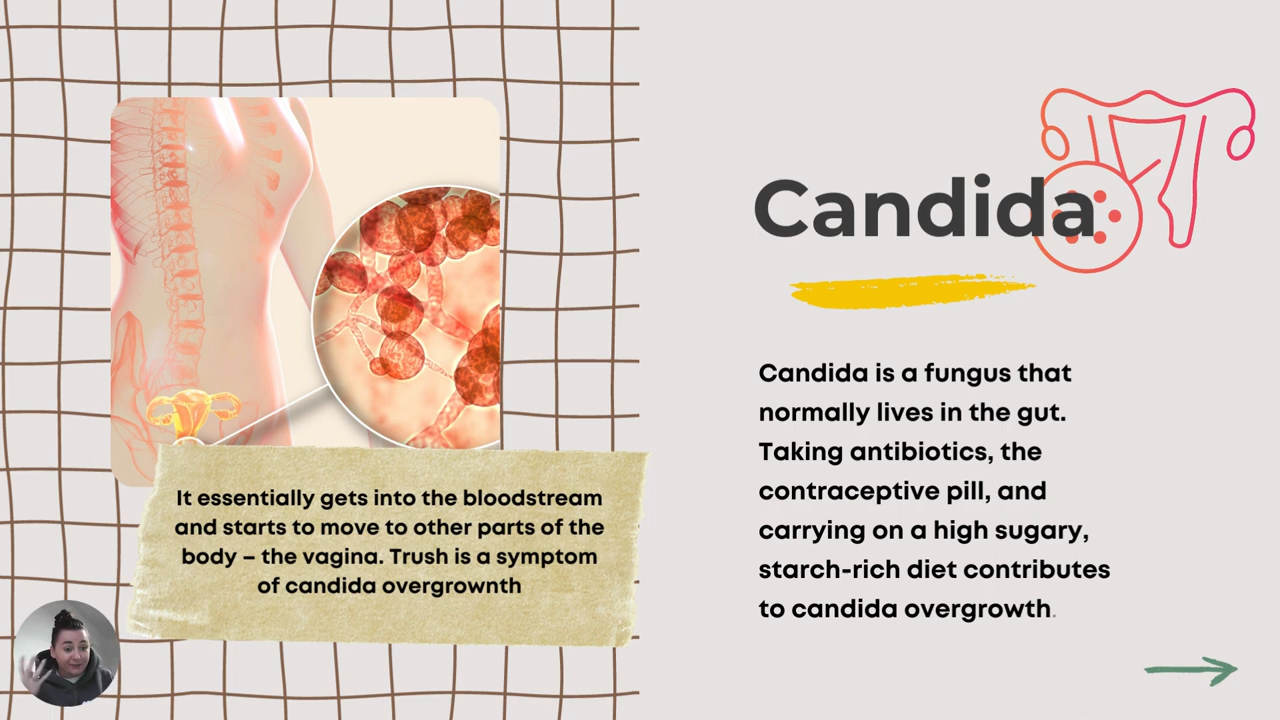 It essentially gets into the bloodstream
and starts to move to other parts of the
body – the vagina. Trush is a symptom
of candida overgrownth
Candida
Candida is a fungus that
normally lives in the gut.
Taking antibiotics, the
contraceptive pill, and
carrying on a high sugary,
starch-rich diet contributes
to candida overgrowth.